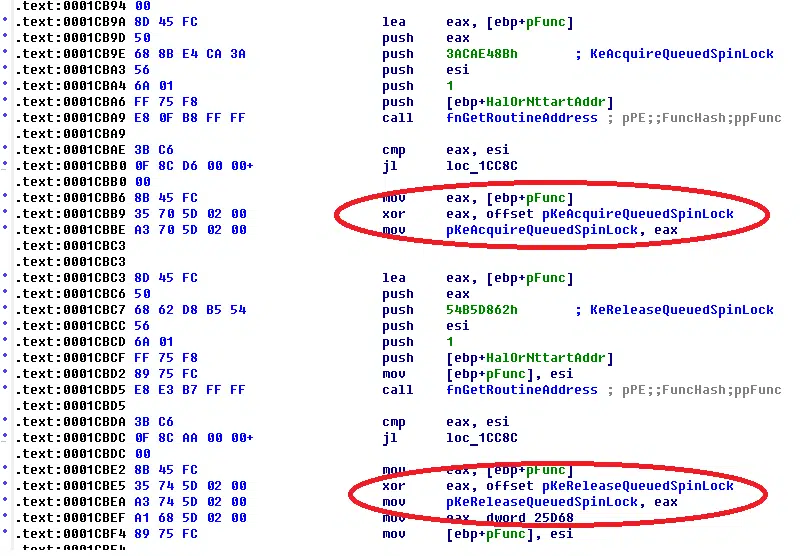 .text:0001CB94 00
.text:0001CB9A 8D 45 FC lea eax, [ebp+pFunc]
.text:0001CB9D 50 push eax
.text:0001CB9E 68 8B E4 CA 3A push 3ACAE48Bh ; KeAcquireQueuedSpinLock
.text:0001CBA3 56 push esi
.text:0001CBA4 6A 01 push 1
.text:0001CBA6 FF 75 F8 push [ebp+HalOrNttartAddr]
.text:0001CBA9 E8 0F B8 FF FF call fnGetRoutineAddress ; pPE;;FuncHash;ppFunc
.text:0001CBA9
.text:0001CBAE 3B C6 cmp eax, esi
.text:0001CBB0 0F 8C D6 00 00+ jl loc_1CC8C
.text:0001CBB0 00
.text:0001CBB6 8B 45 FC mov eax, [ebp+pFunc]
.text:0001CBB9 35 70 5D 02 00 xor eax, offset pKeAcquireQueuedSpinLock
.text:0001CBBE A3 70 5D 02 00 mov pKeAcquireQueuedSpinLock, eax
.text:0001CBC3
.text:0001CBC3
.text:0001CBC3 8D 45 FC lea eax, [ebp+pFunc]
.text:0001CBC6 50 push eax
.text:0001CBC7 68 62 D8 B5 54 push 54B5D862h ; KeReleaseQueuedSpinLock
.text:0001CBCC 56 push esi
.text:0001CBCD 6A 01 push 1
.text:0001CBCF FF 75 F8 push [ebp+HalOrNttartAddr]
.text:0001CBD2 89 75 FC mov [ebp+pFunc], esi
.text:0001CBD5 E8 E3 B7 FF FF call fnGetRoutineAddress ; pPE;;FuncHash;ppFunc
.text:0001CBD5
.text:0001CBDA 3B C6 cmp eax, esi
.text:0001CBDC 0F 8C AA 00 00+ jl loc_1CC8C
.text:0001CBDC 00
.text:0001CBE2 8B 45 FC mov eax, [ebp+pFunc]
.text:0001CBE5 35 74 5D 02 00 xor eax, offset pKeReleaseQueuedSpinLock
.text:0001CBEA A3 74 5D 02 00 mov pKeReleaseQueuedSpinLock, eax
.text:0001CBEF A1 68 5D 02 00 mov eax, dword_25D68
.text:0001CBF4 89 75 FC mov [ebp+pFunc], esi
.text:0001CBF4